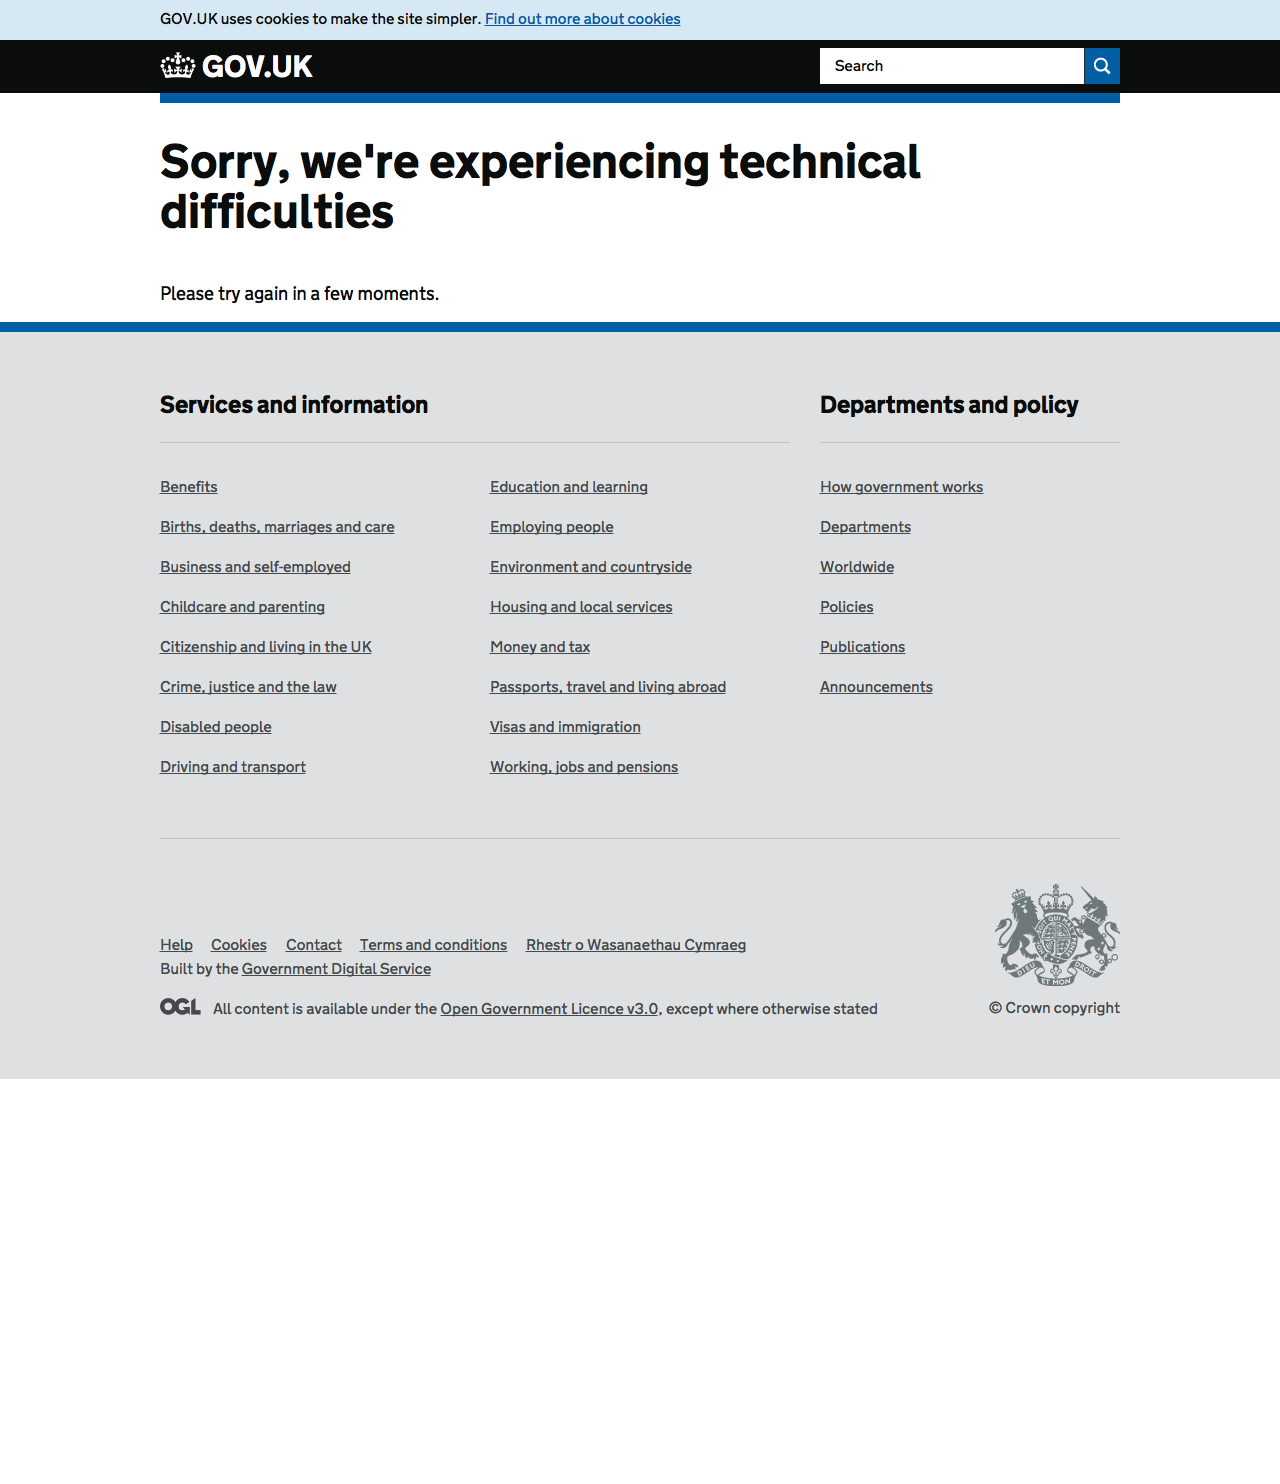 GOV.UK uses cookies to make the site simpler. Find out more about cookies
GOV.UK
Search
Sorry, we're experiencing technical
difficulties
Please try again in a few moments.
Services and information
Departments and policy
Benefits
Births, deaths, marriages and care
Business and self-employed
Childcare and parenting
Citizenship and living in the UK
Crime, justice and the law
Disabled people
Driving and transport
Education and learning
Employing people
Environment and countryside
Housing and local services
Money and tax
Passports, travel and living abroad
Visas and immigration
Working, jobs and pensions
How government works
Departments
Worldwide
Policies
Publications
Announcements
Help Cookies Contact Terms and conditions Rhestr o Wasanaethau Cymraeg
Built by the Government Digital Service
OGL All content is available under the Open Government Licence v3.0, except where otherwise stated
DIEU ET MON DROIT
© Crown copyright